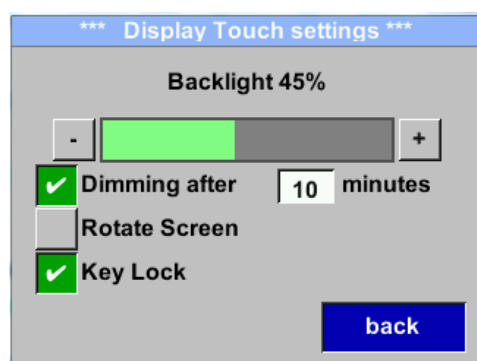 *** Display Touch settings ***
Backlight 45%
- +
Dimming after 10 minutes
Rotate Screen
Key Lock
back